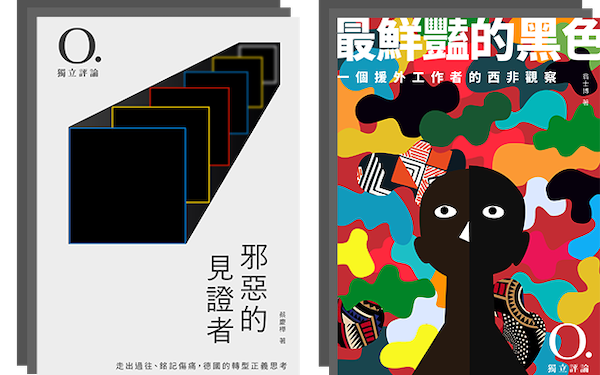 O.
獨立評論
邪惡的
見證者
蔡慶樺 著
走出過往、銘記傷痛，德國的轉型正義思考
最鮮豔的黑色
一個援外工作者的西非觀察
翁士博 著
O.
獨立評論